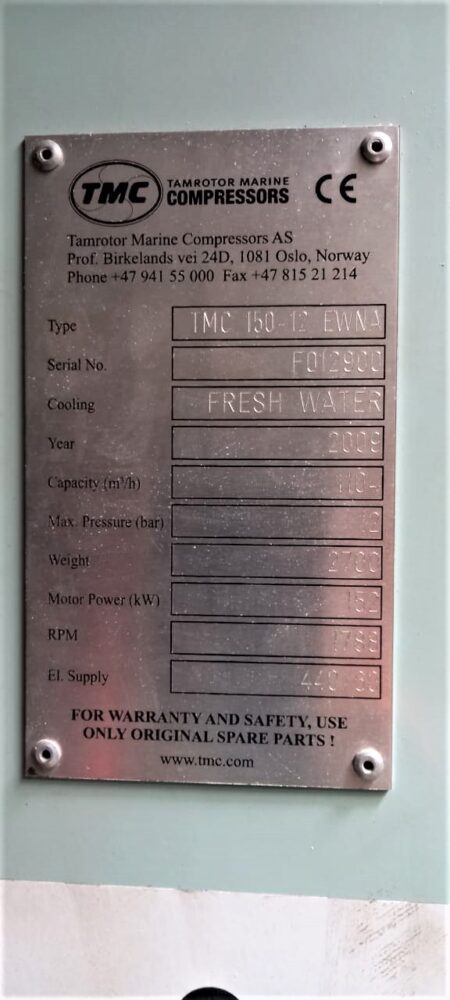 TMC
TAMROTOR MARINE
COMPRESSORS CE
Tamrotor Marine Compressors AS
Prof. Birkelands vei 24D, 1081 Oslo, Norway
Phone +47 941 55 000 Fax +47 815 21 214
Type TMC 150-12 EWNA
Serial No.
Cooling FRESH WATER
Year 2009
Capacity (m³/h)
Max. Pressure (bar)
Weight
Motor Power (kW)
RPM 1788
El. Supply
FOR WARRANTY AND SAFETY, USE
ONLY ORIGINAL SPARE PARTS !
www.tmc.com